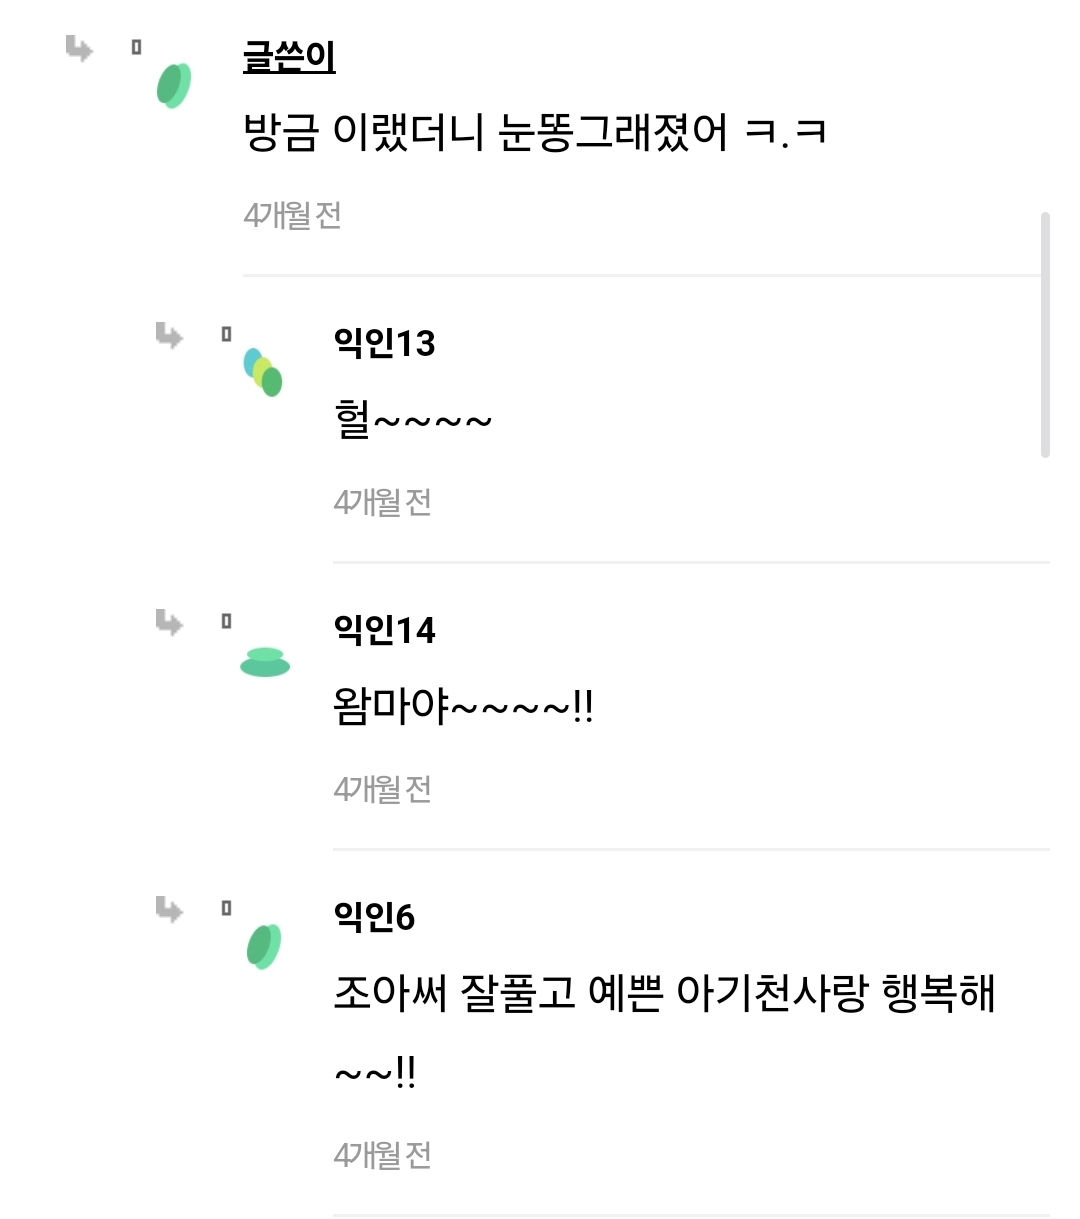 글쓴이
방금 이랬더니 눈똥그래졌어 ㅋ.ㅋ
4개월 전
익인13
헐~~~~
4개월 전
익인14
왐마야~~~~!!
4개월 전
익인6
조아써 잘풀고 예쁜 아기천사랑 행복해
~~!!
4개월 전